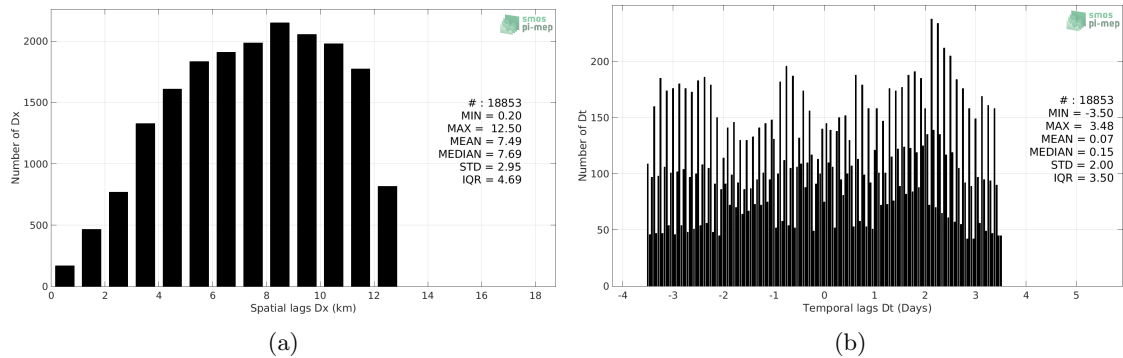 smos
pi-mep
2000
1500
1000
500
0
Number of Dx
# : 18853
MIN = 0.20
MAX = 12.50
MEAN = 7.49
MEDIAN = 7.69
STD = 2.95
IQR = 4.69
0 2 4 6 8 10 12 14 16 18
Spatial lags Dx (km)
(a)
smos
pi-mep
200
150
100
50
0
Number of Dt
# : 18853
MIN = -3.50
MAX = 3.48
MEAN = 0.07
MEDIAN = 0.15
STD = 2.00
IQR = 3.50
-4 -3 -2 -1 0 1 2 3 4 5
Temporal lags Dt (Days)
(b)